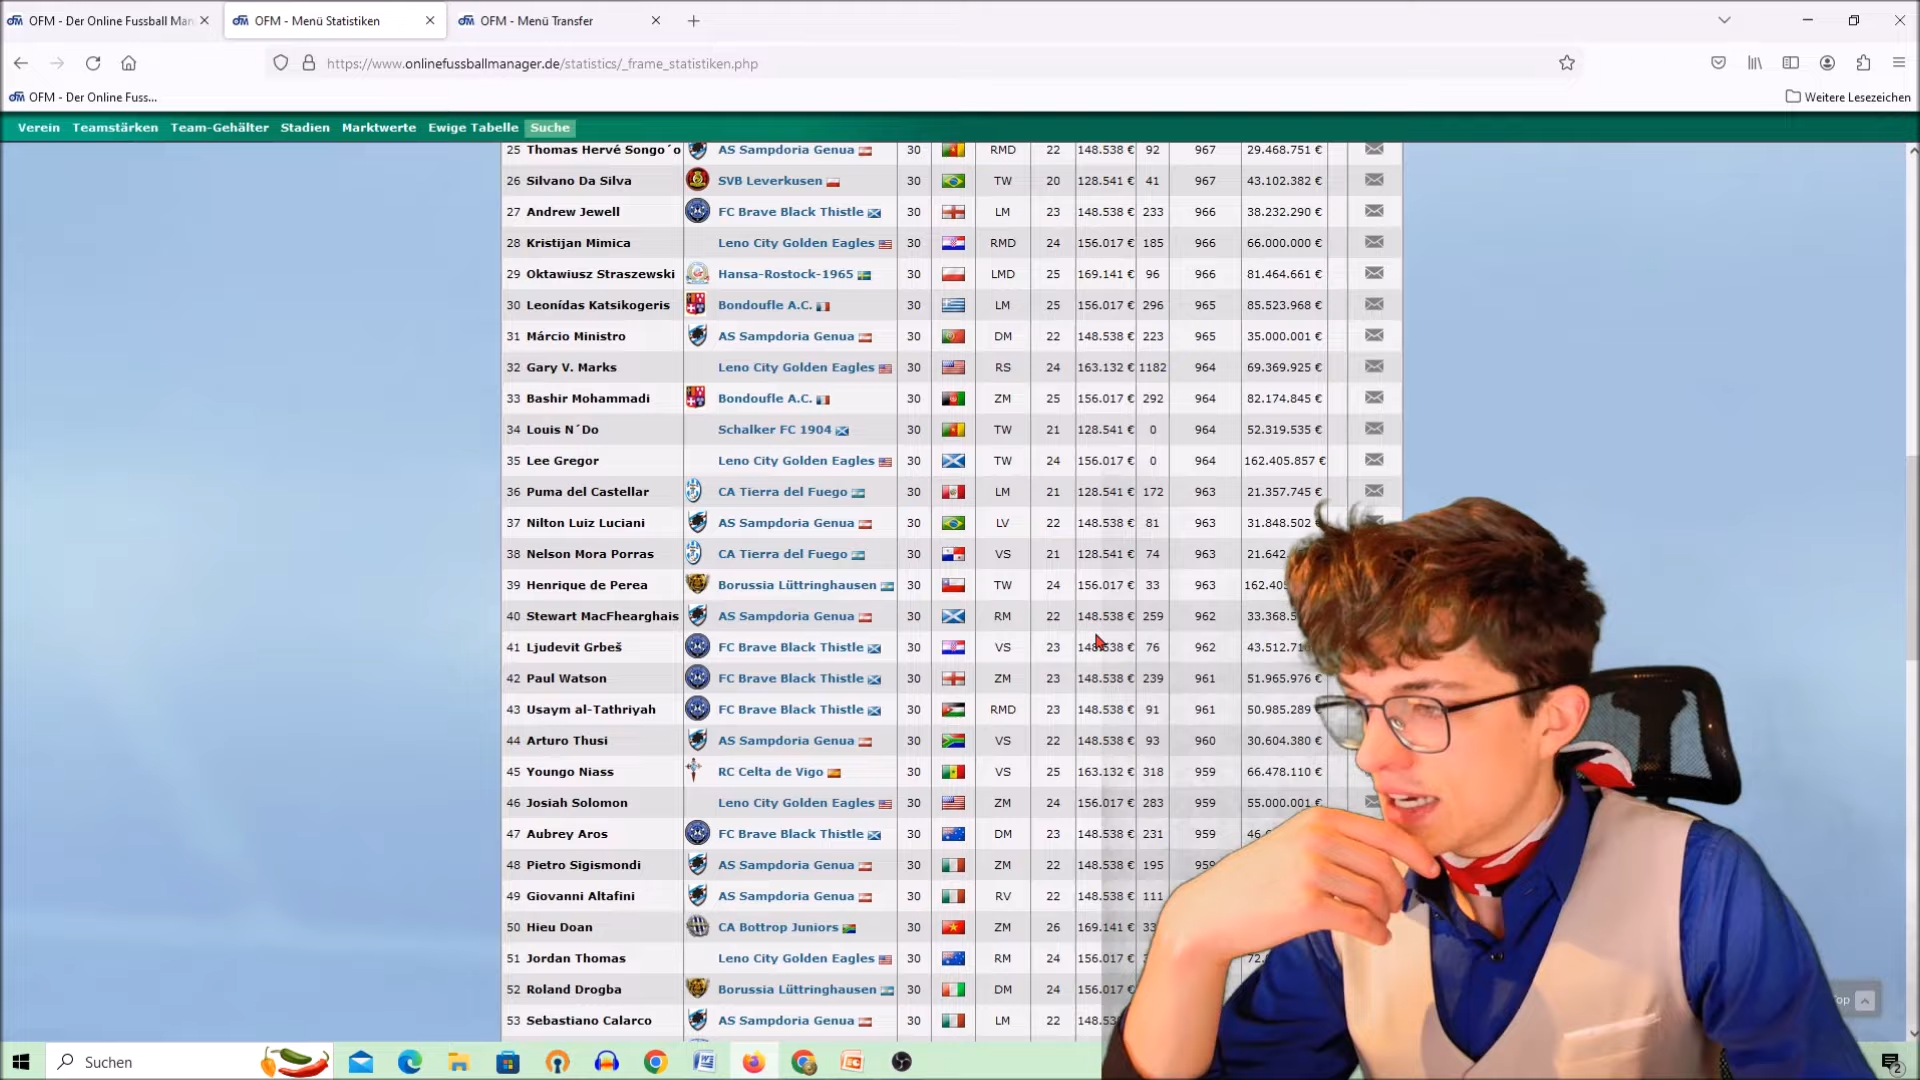 OFM - Der Online Fussball Man
OFM - Menü Statistiken
OFM - Menü Transfer
https://www.onlinefussballmanager.de/statistics/_frame_statistiken.php
OFM - Der Online Fuss...
Weitere Lesezeichen
Verein Teamstärken Team-Gehälter Stadien Marktwerte Ewige Tabelle Suche
25 Thomas Hervé Songo´o AS Sampdoria Genua 30 RMD 22 148.538 € 92 967 29.468.751 €
26 Silvano Da Silva SVB Leverkusen 30 TW 20 128.541 € 41 967 43.102.382 €
27 Andrew Jewell FC Brave Black Thistle 30 LM 23 148.538 € 233 966 38.232.290 €
28 Kristijan Mimica Leno City Golden Eagles 30 RMD 24 156.017 € 185 966 66.000.000 €
29 Oktawiusz Straszewski Hansa-Rostock-1965 30 LMD 25 169.141 € 96 966 81.464.661 €
30 Leonídas Katsikogeris Bondoufle A.C. 30 LM 25 156.017 € 296 965 85.523.968 €
31 Márcio Ministro AS Sampdoria Genua 30 DM 22 148.538 € 223 965 35.000.001 €
32 Gary V. Marks Leno City Golden Eagles 30 RS 24 163.132 € 1182 964 69.369.925 €
33 Bashir Mohammadi Bondoufle A.C. 30 ZM 25 156.017 € 292 964 82.174.845 €
34 Louis N´Do Schalker FC 1904 30 TW 21 128.541 € 0 964 52.319.535 €
35 Lee Gregor Leno City Golden Eagles 30 TW 24 156.017 € 0 964 162.405.857 €
36 Puma del Castellar CA Tierra del Fuego 30 LM 21 128.541 € 172 963 21.357.745 €
37 Nilton Luiz Luciani AS Sampdoria Genua 30 LV 22 148.538 € 81 963 31.848.502
38 Nelson Mora Porras CA Tierra del Fuego 30 VS 21 128.541 € 74 963 21.642.
39 Henrique de Perea Borussia Lüttringhausen 30 TW 24 156.017 € 33 963 162.405
40 Stewart MacFhearghais AS Sampdoria Genua 30 RM 22 148.538 € 259 962 33.368.5
41 Ljudevit Grbeš FC Brave Black Thistle 30 VS 23 148.538 € 76 962 43.512.71
42 Paul Watson FC Brave Black Thistle 30 ZM 23 148.538 € 239 961 51.965.976 €
43 Usaym al-Tathriyah FC Brave Black Thistle 30 RMD 23 148.538 € 91 961 50.985.289 €
44 Arturo Thusi AS Sampdoria Genua 30 VS 22 148.538 € 93 960 30.604.380 €
45 Youngo Niass RC Celta de Vigo 30 VS 25 163.132 € 318 959 66.478.110 €
46 Josiah Solomon Leno City Golden Eagles 30 ZM 24 156.017 € 283 959 55.000.001 €
47 Aubrey Aros FC Brave Black Thistle 30 DM 23 148.538 € 231 959 46.
48 Pietro Sigismondi AS Sampdoria Genua 30 ZM 22 148.538 € 195 959
49 Giovanni Altafini AS Sampdoria Genua 30 RV 22 148.538 € 111
50 Hieu Doan CA Bottrop Juniors 30 ZM 26 169.141 € 33
51 Jordan Thomas Leno City Golden Eagles 30 RM 24 156.017 € 72.
52 Roland Drogba Borussia Lüttringhausen 30 DM 24 156.017
53 Sebastiano Calarco AS Sampdoria Genua 30 LM 22 148.53
op
Suchen
2